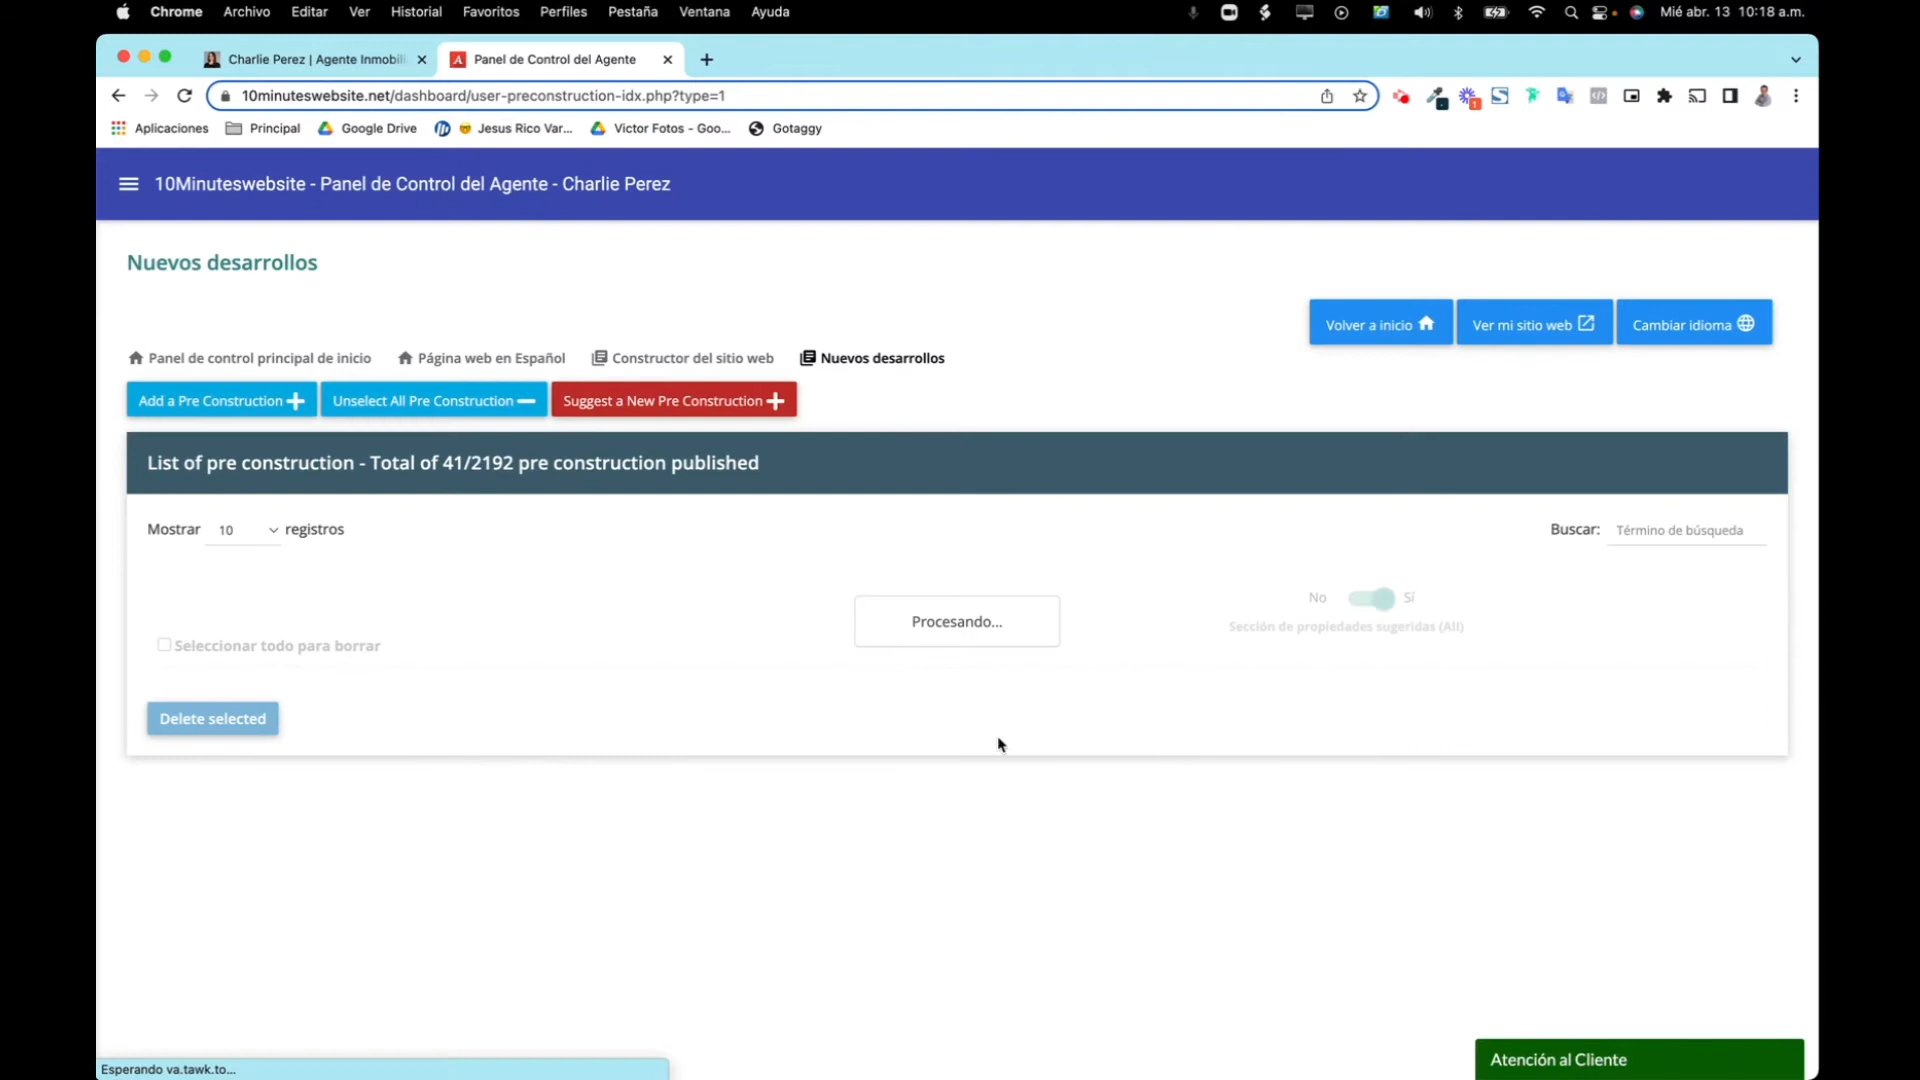 Chrome Archivo Editar Ver Historial Favoritos Perfiles Pestaña Ventana Ayuda Mié abr. 13 10:18 a.m.
Charlie Perez | Agente Inmobili
Panel de Control del Agente
10minuteswebsite.net/dashboard/user-preconstruction-idx.php?type=1
1
Aplicaciones Principal Google Drive Jesus Rico Var... Victor Fotos - Goo... Gotaggy
10Minuteswebsite - Panel de Control del Agente - Charlie Perez
Nuevos desarrollos
Volver a inicio Ver mi sitio web Cambiar idioma
Panel de control principal de inicio Página web en Español Constructor del sitio web Nuevos desarrollos
Add a Pre Construction Unselect All Pre Construction Suggest a New Pre Construction
List of pre construction - Total of 41/2192 pre construction published
Mostrar 10 registros Buscar: Término de búsqueda
No Sí
Procesando...
Sección de propiedades sugeridas (All)
Seleccionar todo para borrar
Delete selected
Atención al Cliente
Esperando va.tawk.to...